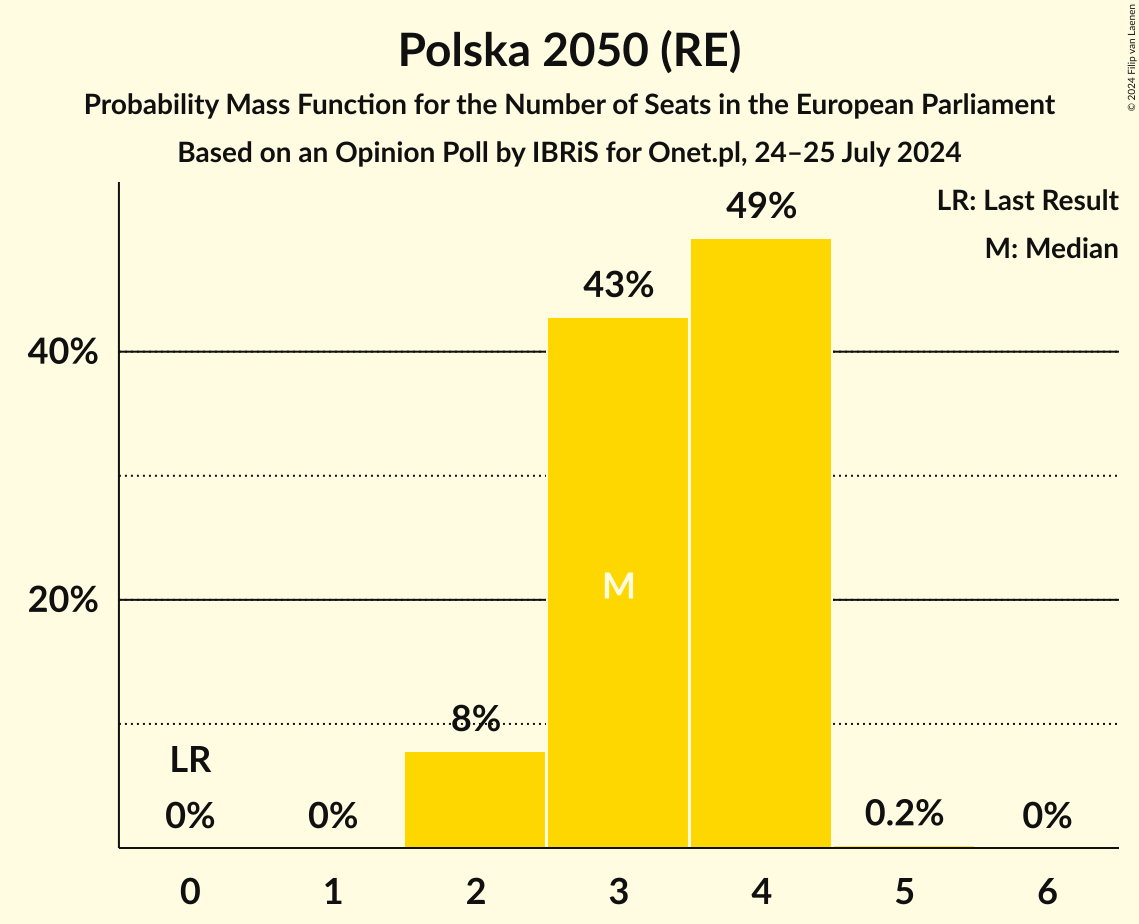 Polska 2050 (RE)
Probability Mass Function for the Number of Seats in the European Parliament
Based on an Opinion Poll by IBRiS for Onet.pl, 24–25 July 2024
© 2024 Filip van Laenen
LR: Last Result
M: Median
49%
43%
40%
M
20%
8%
LR
0%
0%
0.2%
0%
0
1
2
3
4
5
6